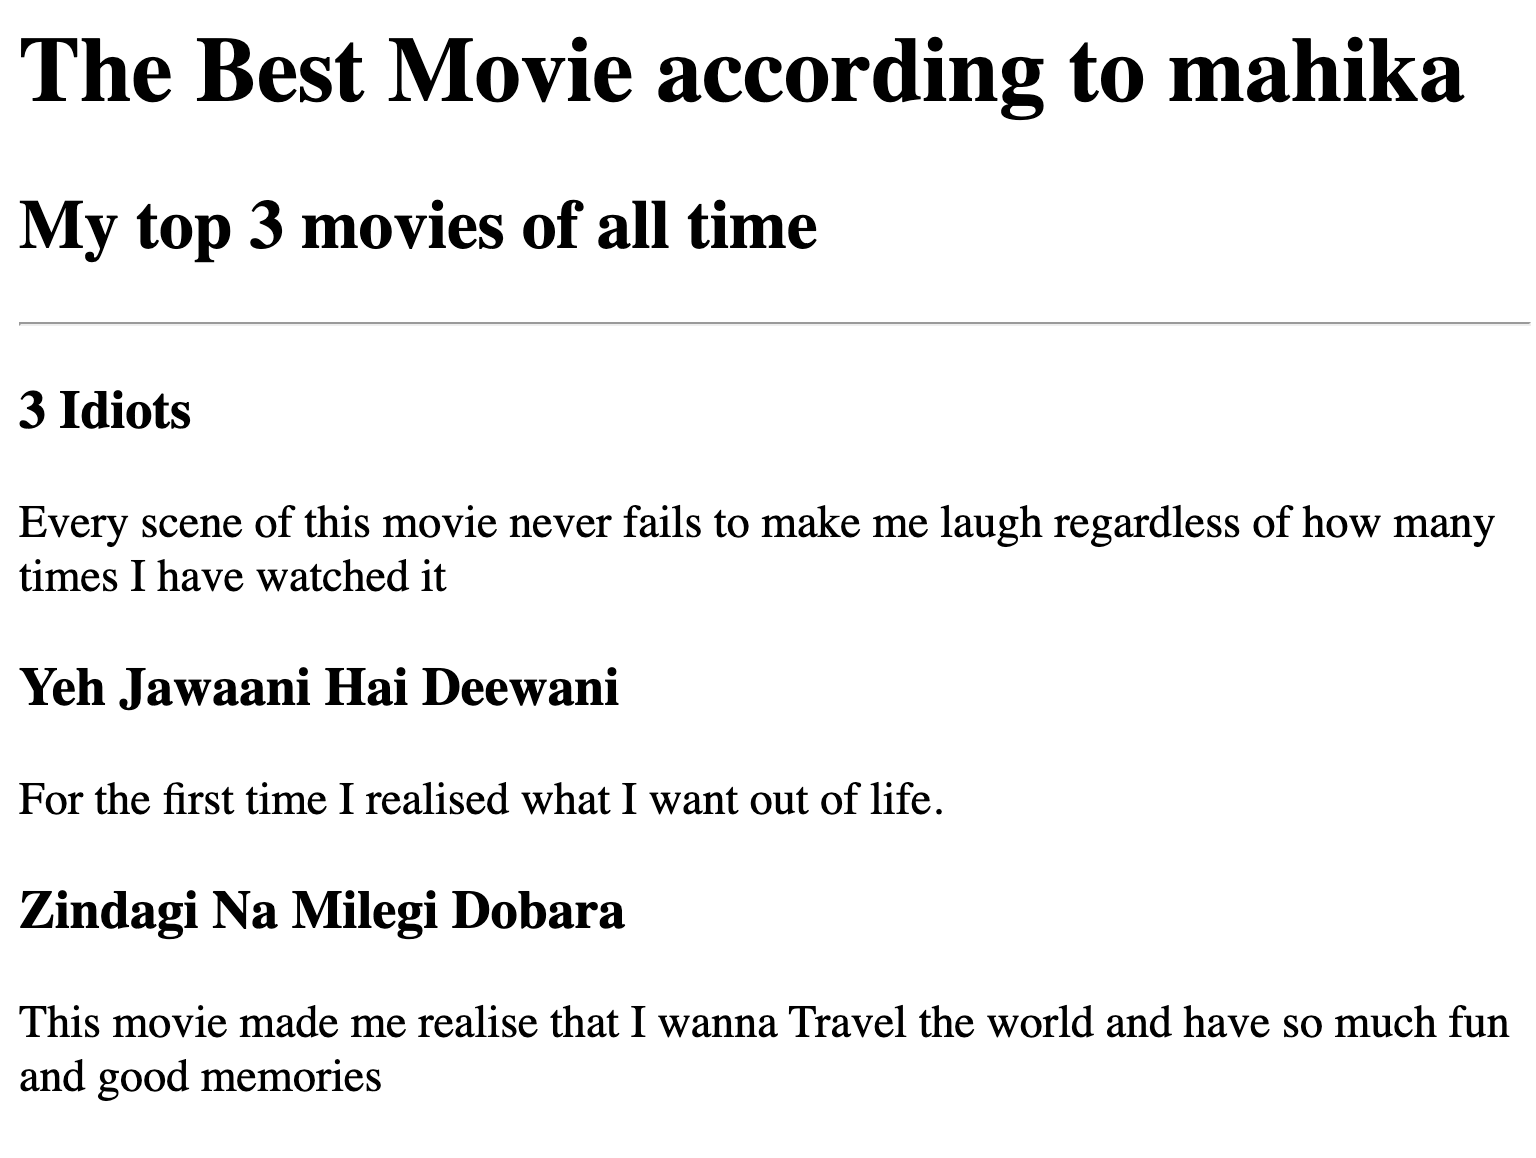 The Best Movie according to mahika
My top 3 movies of all time
3 Idiots
Every scene of this movie never fails to make me laugh regardless of how many
times I have watched it
Yeh Jawaani Hai Deewani
For the first time I realised what I want out of life.
Zindagi Na Milegi Dobara
This movie made me realise that I wanna Travel the world and have so much fun
and good memories